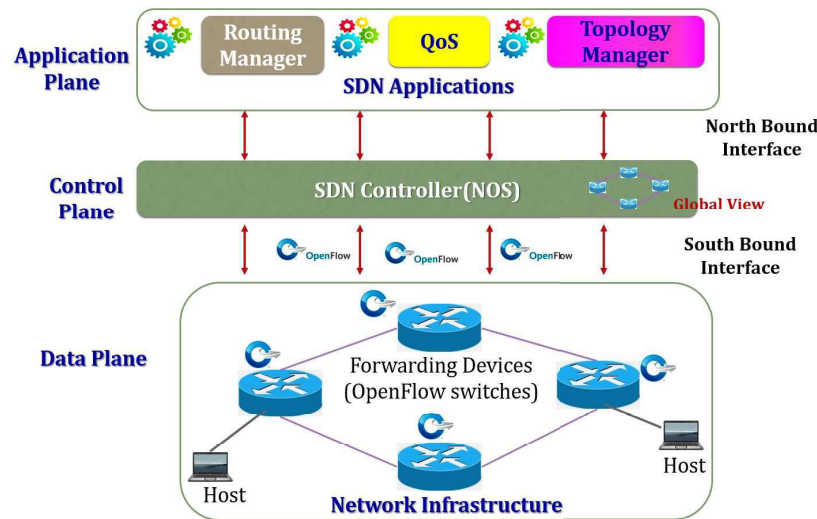 Application
Plane
Routing
Manager
QoS
Topology
Manager
SDN Applications
North Bound
Interface
Control
Plane
SDN Controller(NOS)
Global View
OpenFlow
OpenFlow
OpenFlow
South Bound
Interface
Data Plane
Forwarding Devices
(OpenFlow switches)
Host
Host
Network Infrastructure